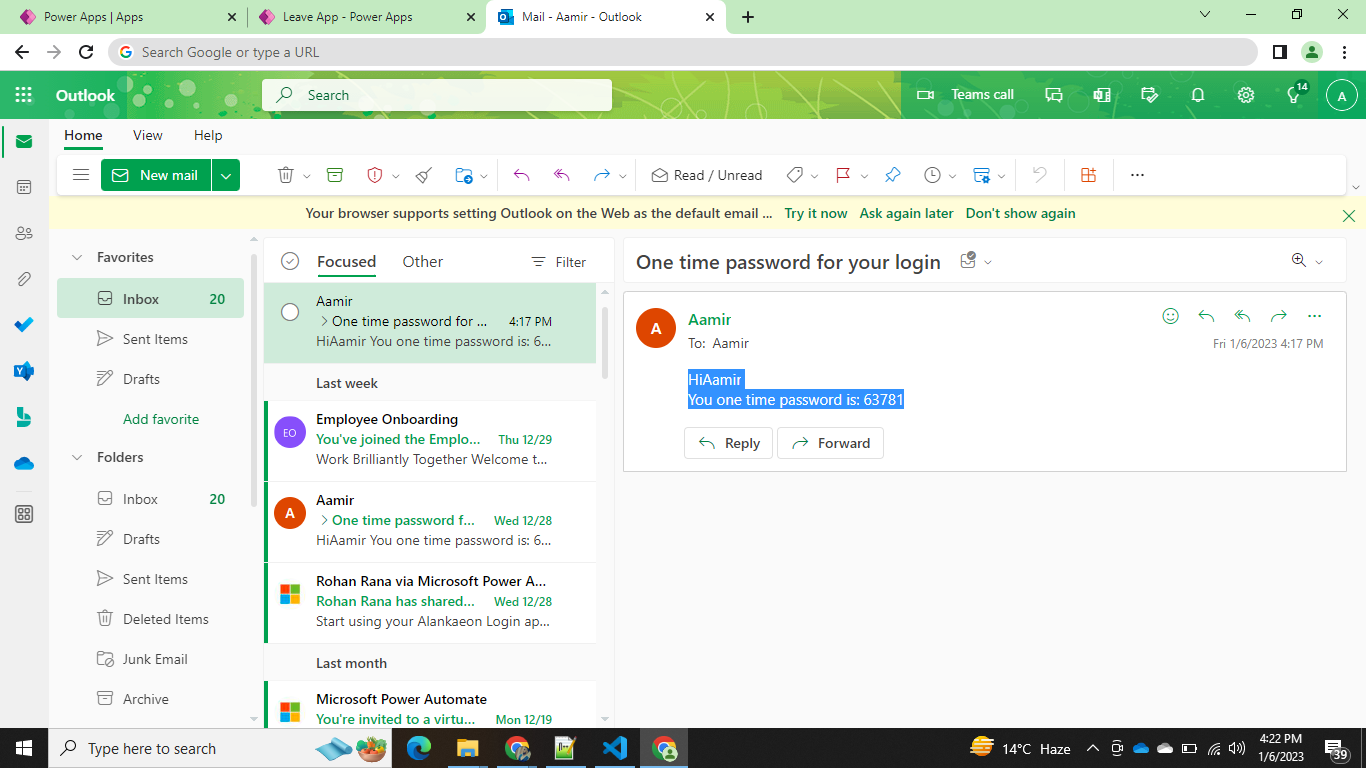 Power Apps | Apps
Leave App - Power Apps
Mail - Aamir - Outlook
Search Google or type a URL
Outlook
Search
Teams call
14
A
Home
View
Help
New mail
Read / Unread
Your browser supports setting Outlook on the Web as the default email ...
Try it now
Ask again later
Don't show again
Favorites
Inbox
20
Sent Items
Drafts
Add favorite
Folders
Inbox
20
Drafts
Sent Items
Deleted Items
Junk Email
Archive
Focused
Other
Filter
Aamir
One time password for ...
4:17 PM
HiAamir You one time password is: 6...
Last week
EO
Employee Onboarding
You've joined the Emplo...
Thu 12/29
Work Brilliantly Together Welcome t...
A
Aamir
One time password f...
Wed 12/28
HiAamir You one time password is: 6...
Rohan Rana via Microsoft Power A...
Rohan Rana has shared...
Wed 12/28
Start using your Alankaeon Login ap...
Last month
Microsoft Power Automate
You're invited to a virtu...
Mon 12/19
One time password for your login
A
Aamir
To: Aamir
Fri 1/6/2023 4:17 PM
HiAamir
You one time password is: 63781
Reply
Forward
Type here to search
14°C Haze
4:22 PM
1/6/2023
39